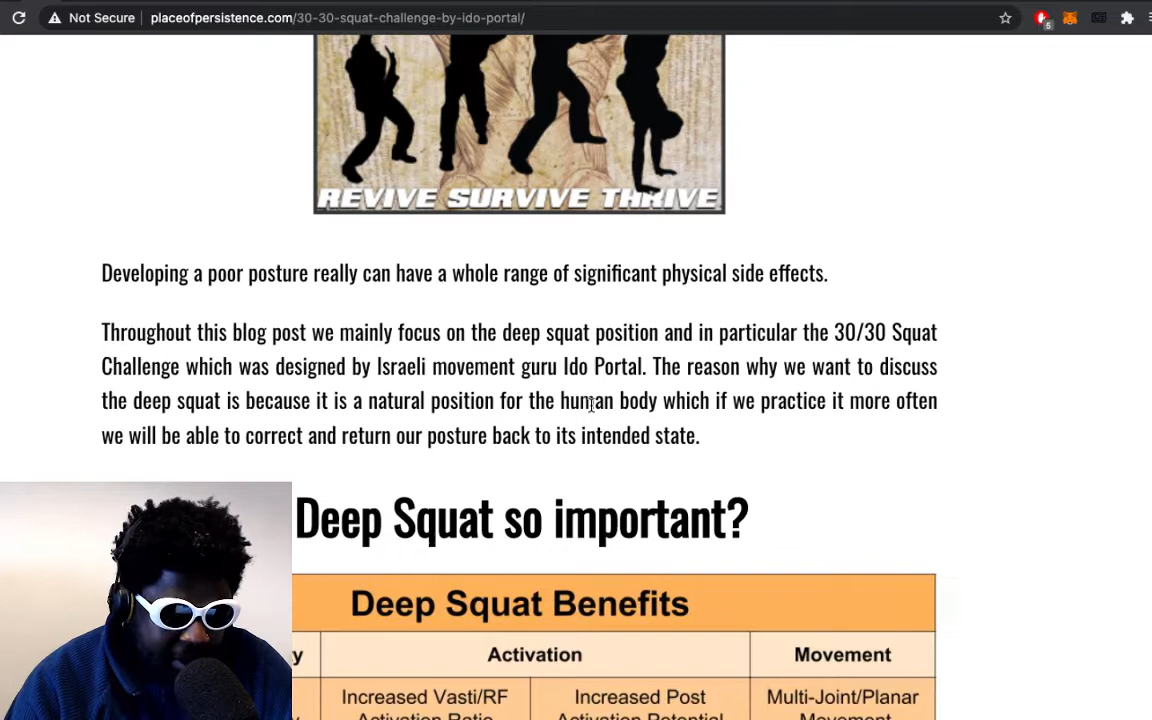 Not Secure placeofpersistence.com/30-30-squat-challenge-by-ido-portal/
5
REVIVE SURVIVE THRIVE
Developing a poor posture really can have a whole range of significant physical side effects.
Throughout this blog post we mainly focus on the deep squat position and in particular the 30/30 Squat
Challenge which was designed by Israeli movement guru Ido Portal. The reason why we want to discuss
the deep squat is because it is a natural position for the human body which if we practice it more often
we will be able to correct and return our posture back to its intended state.
Deep Squat so important?
Deep Squat Benefits
y Activation Movement
Increased Vasti/RF Increased Post Multi-Joint/Planar
Activation Ratio Activation Potential Movement